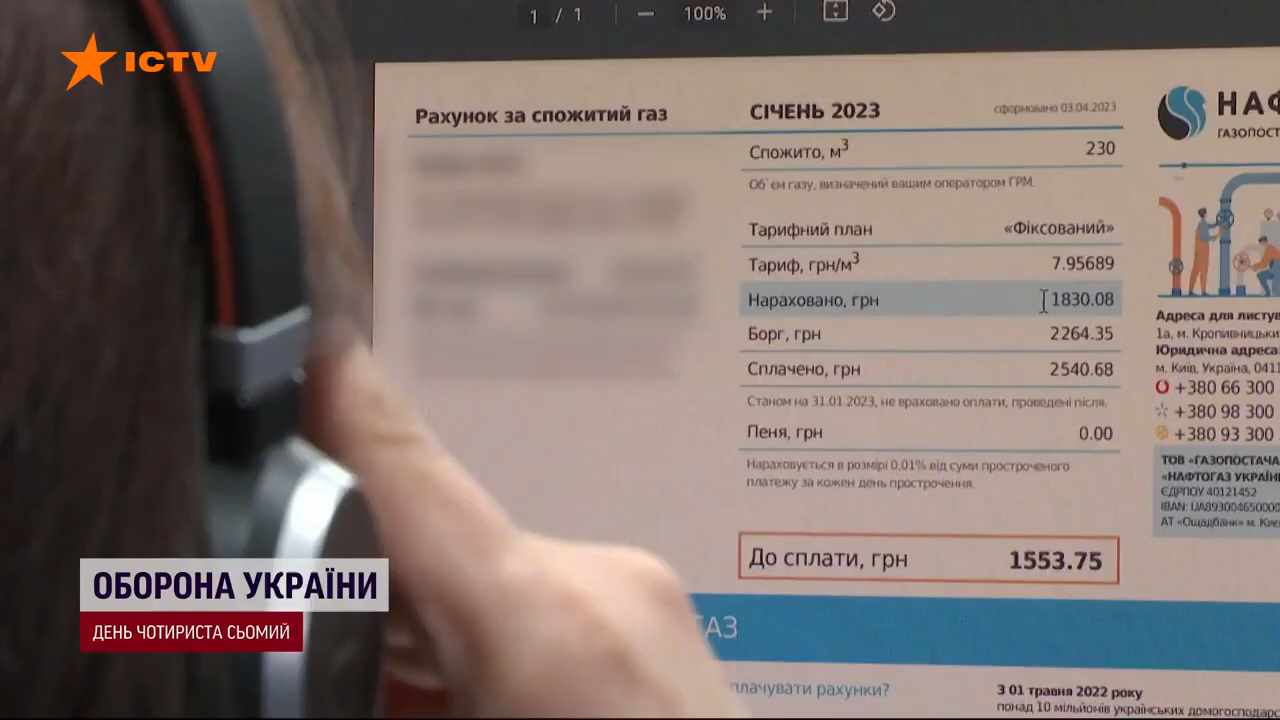 1 / 1 — 100% +
ICTV
Рахунок за спожитий газ
СІЧЕНЬ 2023 сформовано 03.04.2023
Спожито, м³ 230
Об`єм газу, визначений вашим оператором ГРМ.
Тарифний план «Фіксований»
Тариф, грн/м³ 7.95689
Нараховано, грн 1830.08
Борг, грн 2264.35
Сплачено, грн 2540.68
Станом на 31.01.2023, не враховано оплати, проведені після.
Пеня, грн 0.00
Нараховується в розмірі 0,01% від суми простроченого
платежу за кожен день прострочення.
До сплати, грн 1553.75
НАФ
ГАЗОПОСТ
Адреса для листув
1а, м. Кропивницьки
Юридична адреса
м. Київ, Україна, 0411
+380 66 300
+380 98 300
+380 93 300
ТОВ «ГАЗОПОСТАЧА
«НАФТОГАЗ УКРАЇН
ЄДРПОУ 40121452
IBAN: UA893004650000
АТ «Ощадбанк» м. Киє
ГАЗ
плачувати рахунки?
З 01 травня 2022 року
понад 10 мільйонів українських домогосподарс
ОБОРОНА УКРАЇНИ
ДЕНЬ ЧОТИРИСТА СЬОМИЙ